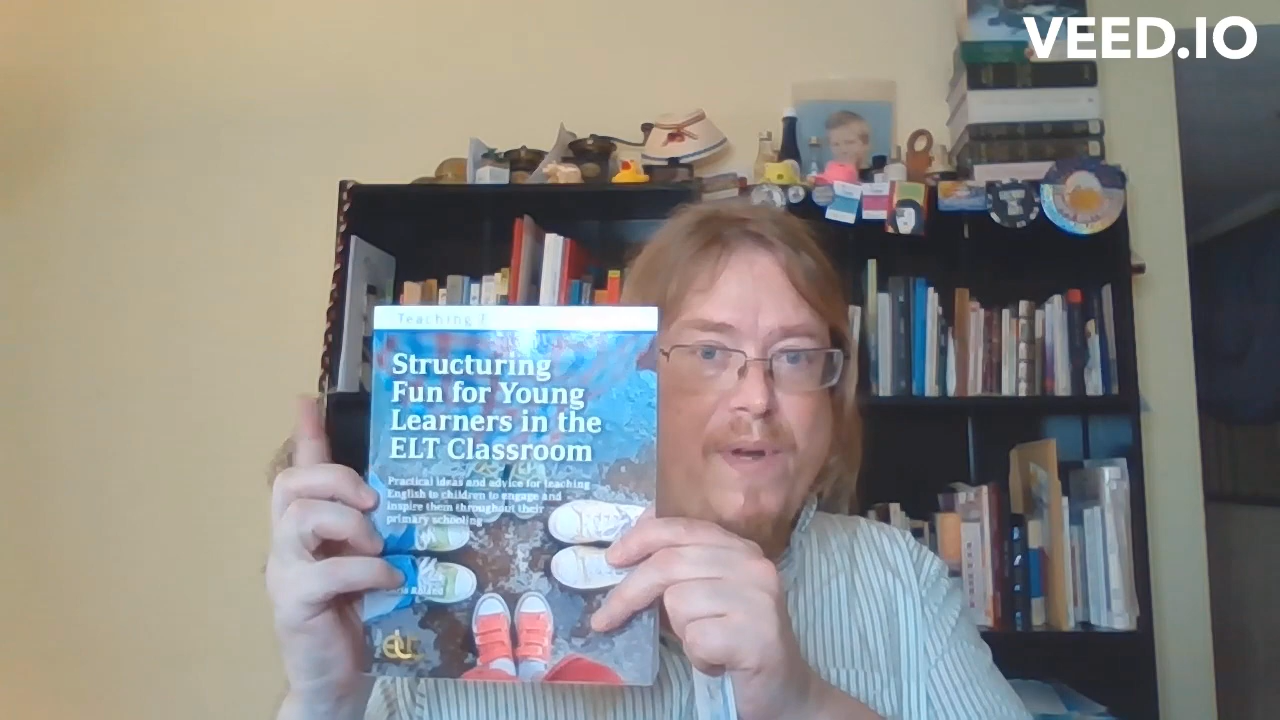 VEED.IO
Teaching
Structuring
Fun for Young
Learners in the
ELT Classroom
Practical ideas and advice for teaching
English to children to engage and
inspire them throughout their
primary schooling